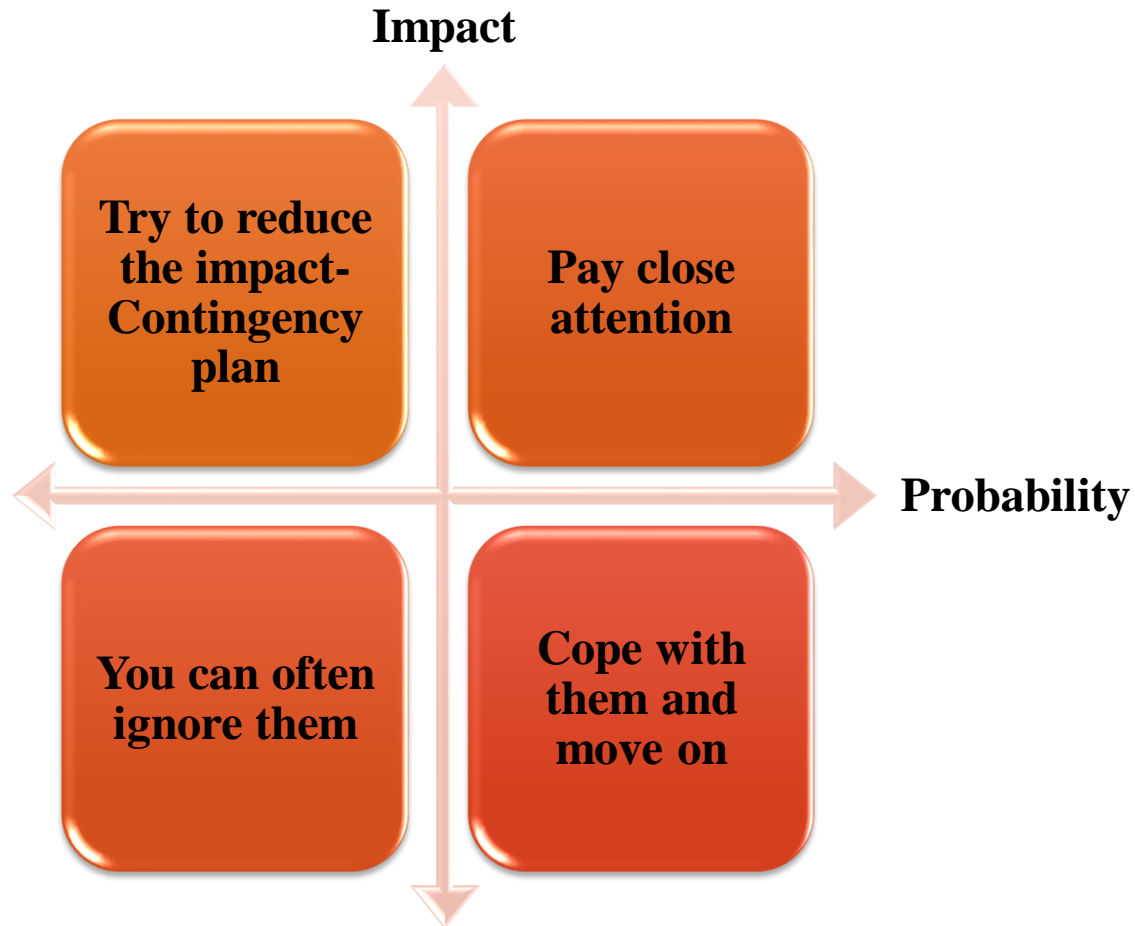 Impact
Try to reduce
the impact-
Contingency
plan
Pay close
attention
Probability
You can often
ignore them
Cope with
them and
move on